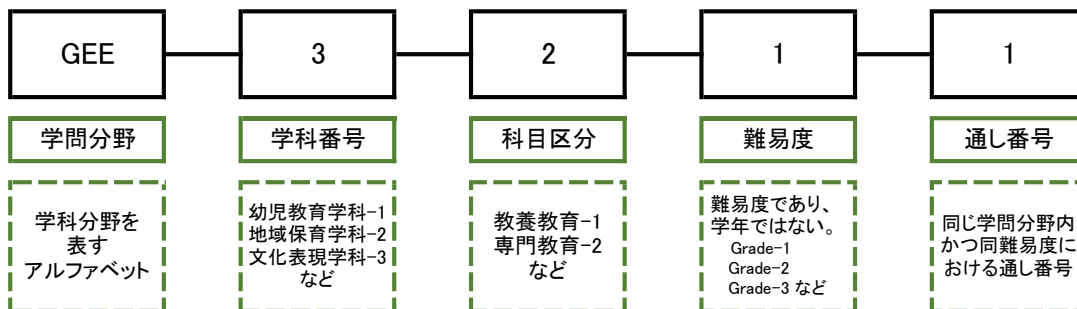 GEE
3
2
1
1
学問分野
学科番号
科目区分
難易度
通し番号
学科分野を
表す
アルファベット
幼児教育学科-1
地域保育学科-2
文化表現学科-3
など
教養教育-1
専門教育-2
など
難易度であり、
学年ではない。
Grade-1
Grade-2
Grade-3 など
同じ学問分野内
かつ同難易度に
おける通し番号